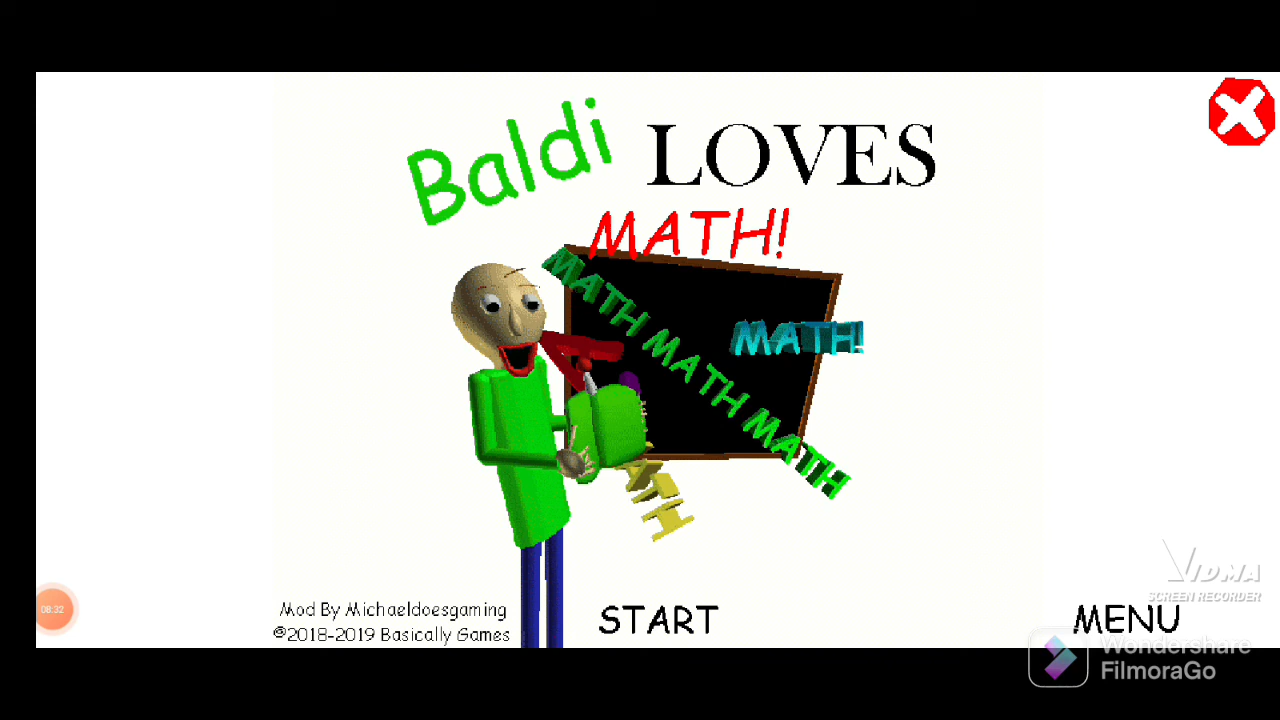 Baldi LOVES
MATH!
MATH MATH MATH MATH MATH
MATH!
Mod By Michaeldoesgaming
©2018-2019 Basically Games
START
MENU
08:32
VIDMA
SCREEN RECORDER
Wondershare
FilmoraGo